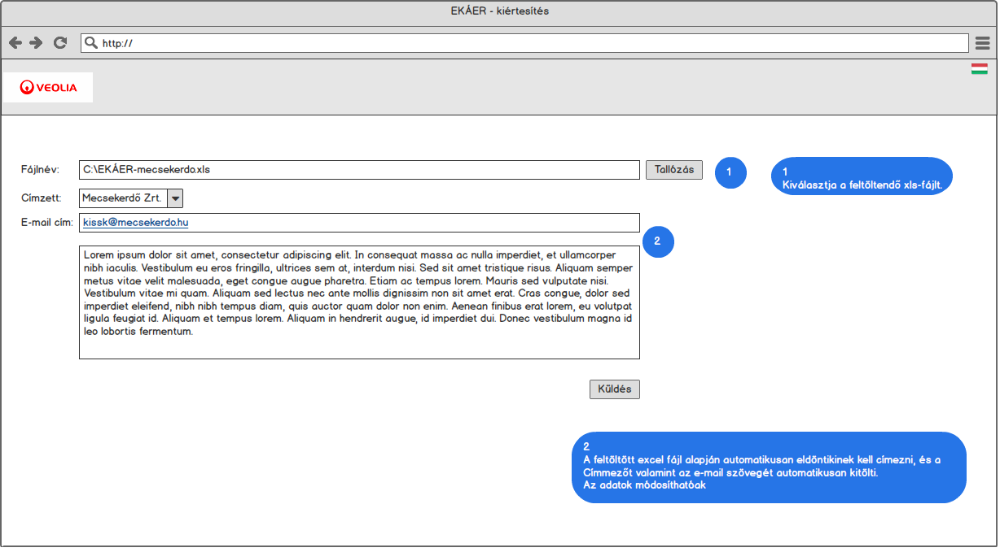 EKÁER - kiértesítés
http://
VEOLIA
Fájlnév:
C:\EKÁER-mecsekerdo.xls
Tallózás
1
1
Kiválasztja a feltöltendő xls-fájlt.
Címzett:
Mecsekerdő Zrt.
E-mail cím:
kissk@mecsekerdo.hu
2
Lorem ipsum dolor sit amet, consectetur adipiscing elit. In consequat massa ac nulla imperdiet, et ullamcorper
nibh iaculis. Vestibulum eu eros fringilla, ultrices sem at, interdum nisi. Sed sit amet tristique risus. Aliquam semper
metus vitae velit malesuada, eget congue augue pharetra. Etiam ac tempus lorem. Mauris sed vulputate nisi.
Vestibulum vitae mi quam. Aliquam sed lectus nec ante mollis dignissim non sit amet erat. Cras congue, dolor sed
imperdiet eleifend, nibh nibh tempus diam, quis auctor quam dolor non enim. Aenean finibus erat lorem, eu volutpat
ligula feugiat id. Aliquam et tempus lorem. Aliquam in hendrerit augue, id imperdiet dui. Donec vestibulum magna id
leo lobortis fermentum.
Küldés
2
A feltöltött excel fájl alapján automatikusan eldöntikinek kell címezni, és a
Címmezőt valamint az e-mail szövegét automatikusan kitölti.
Az adatok módosíthatóak